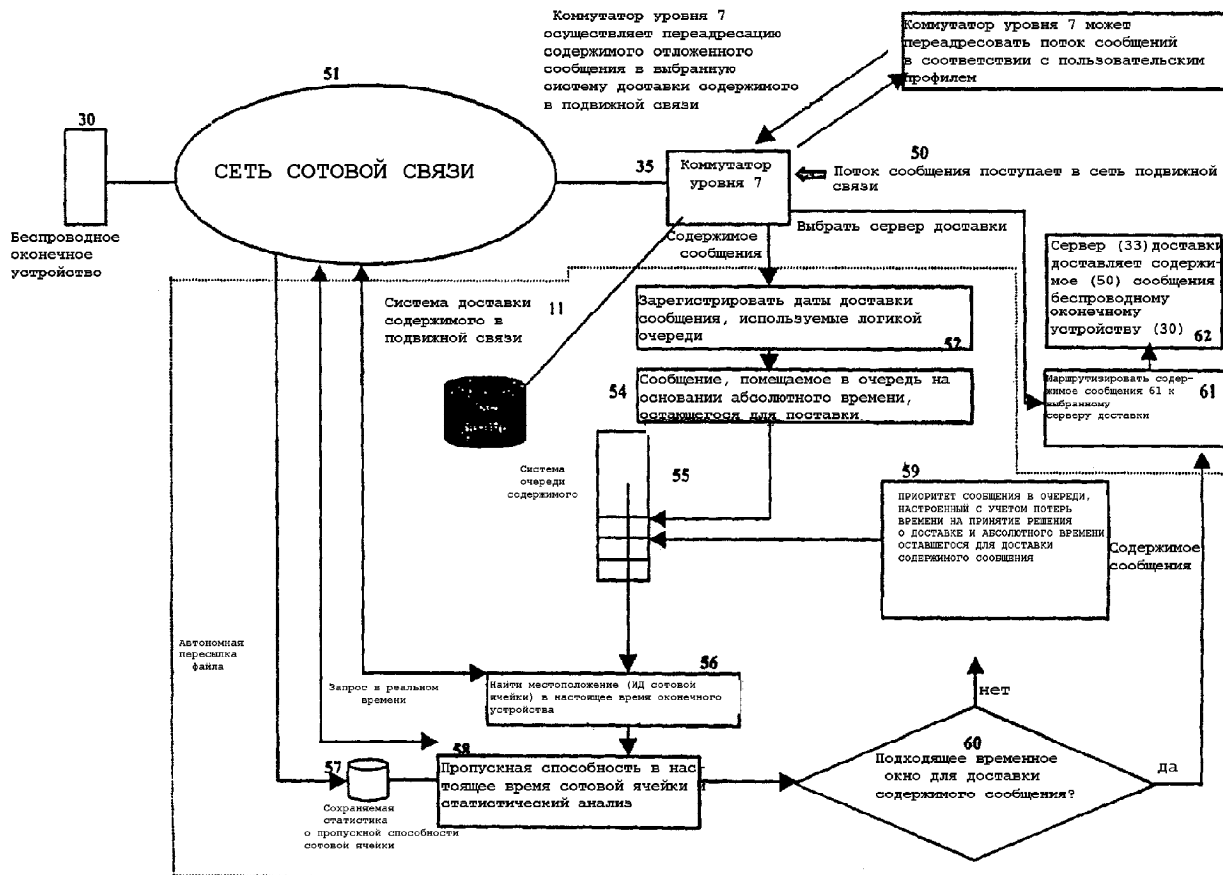 Коммутатор уровня 7
осуществляет переадресацию
содержимого отложенного
сообщения в выбранную
систему доставки содержимого
в подвижной связи
Коммутатор уровня 7 может
переадресовать поток сообщений
в соответствии с пользовательским
профилем
51
30
СЕТЬ СОТОВОЙ СВЯЗИ
35
Коммутатор
уровня 7
50
Поток сообщения поступает в сеть подвижной
связи
Беспроводное
оконечное
устройство
Содержимое
сообщения
Выбрать сервер доставки
Сервер (33)доставки
доставляет содержи-
мое (50) сообщения
беспроводному
оконечному
устройству (30)
62
Система доставки
содержимого в
подвижной связи
11
Зарегистрировать даты доставки
сообщения, используемые логикой
очереди
52
54
Сообщение, помещаемое в очередь на
основании абсолютного времени,
остающегося для поставки
Маршрутизировать содер-
жимое сообщения 61 к
выбранному
серверу доставки
61
Система
очереди
содержимого
55
59
ПРИОРИТЕТ СООБЩЕНИЯ В ОЧЕРЕДИ,
НАСТРОЕННЫЙ С УЧЕТОМ ПОТЕРЬ
ВРЕМЕНИ НА ПРИНЯТИЕ РЕШЕНИЯ
О ДОСТАВКЕ И АБСОЛЮТНОГО ВРЕМЕНИ
ОСТАВШЕГОСЯ ДЛЯ ДОСТАВКИ
СОДЕРЖИМОГО СООБЩЕНИЯ
Содержимое
сообщения
Автономная
пересылка
файла
Запрос в реальном
времени
56
Найти местоположение (ИД сотовой
ячейки) в настоящее время оконечного
устройства
нет
57
58
Пропускная способность в нас-
тоящее время сотовой ячейки и
статистический анализ
60
Подходящее временное
окно для доставки
содержимого сообщения?
да
Сохраняемая
статистика
о пропускной способности
сотовой ячейки